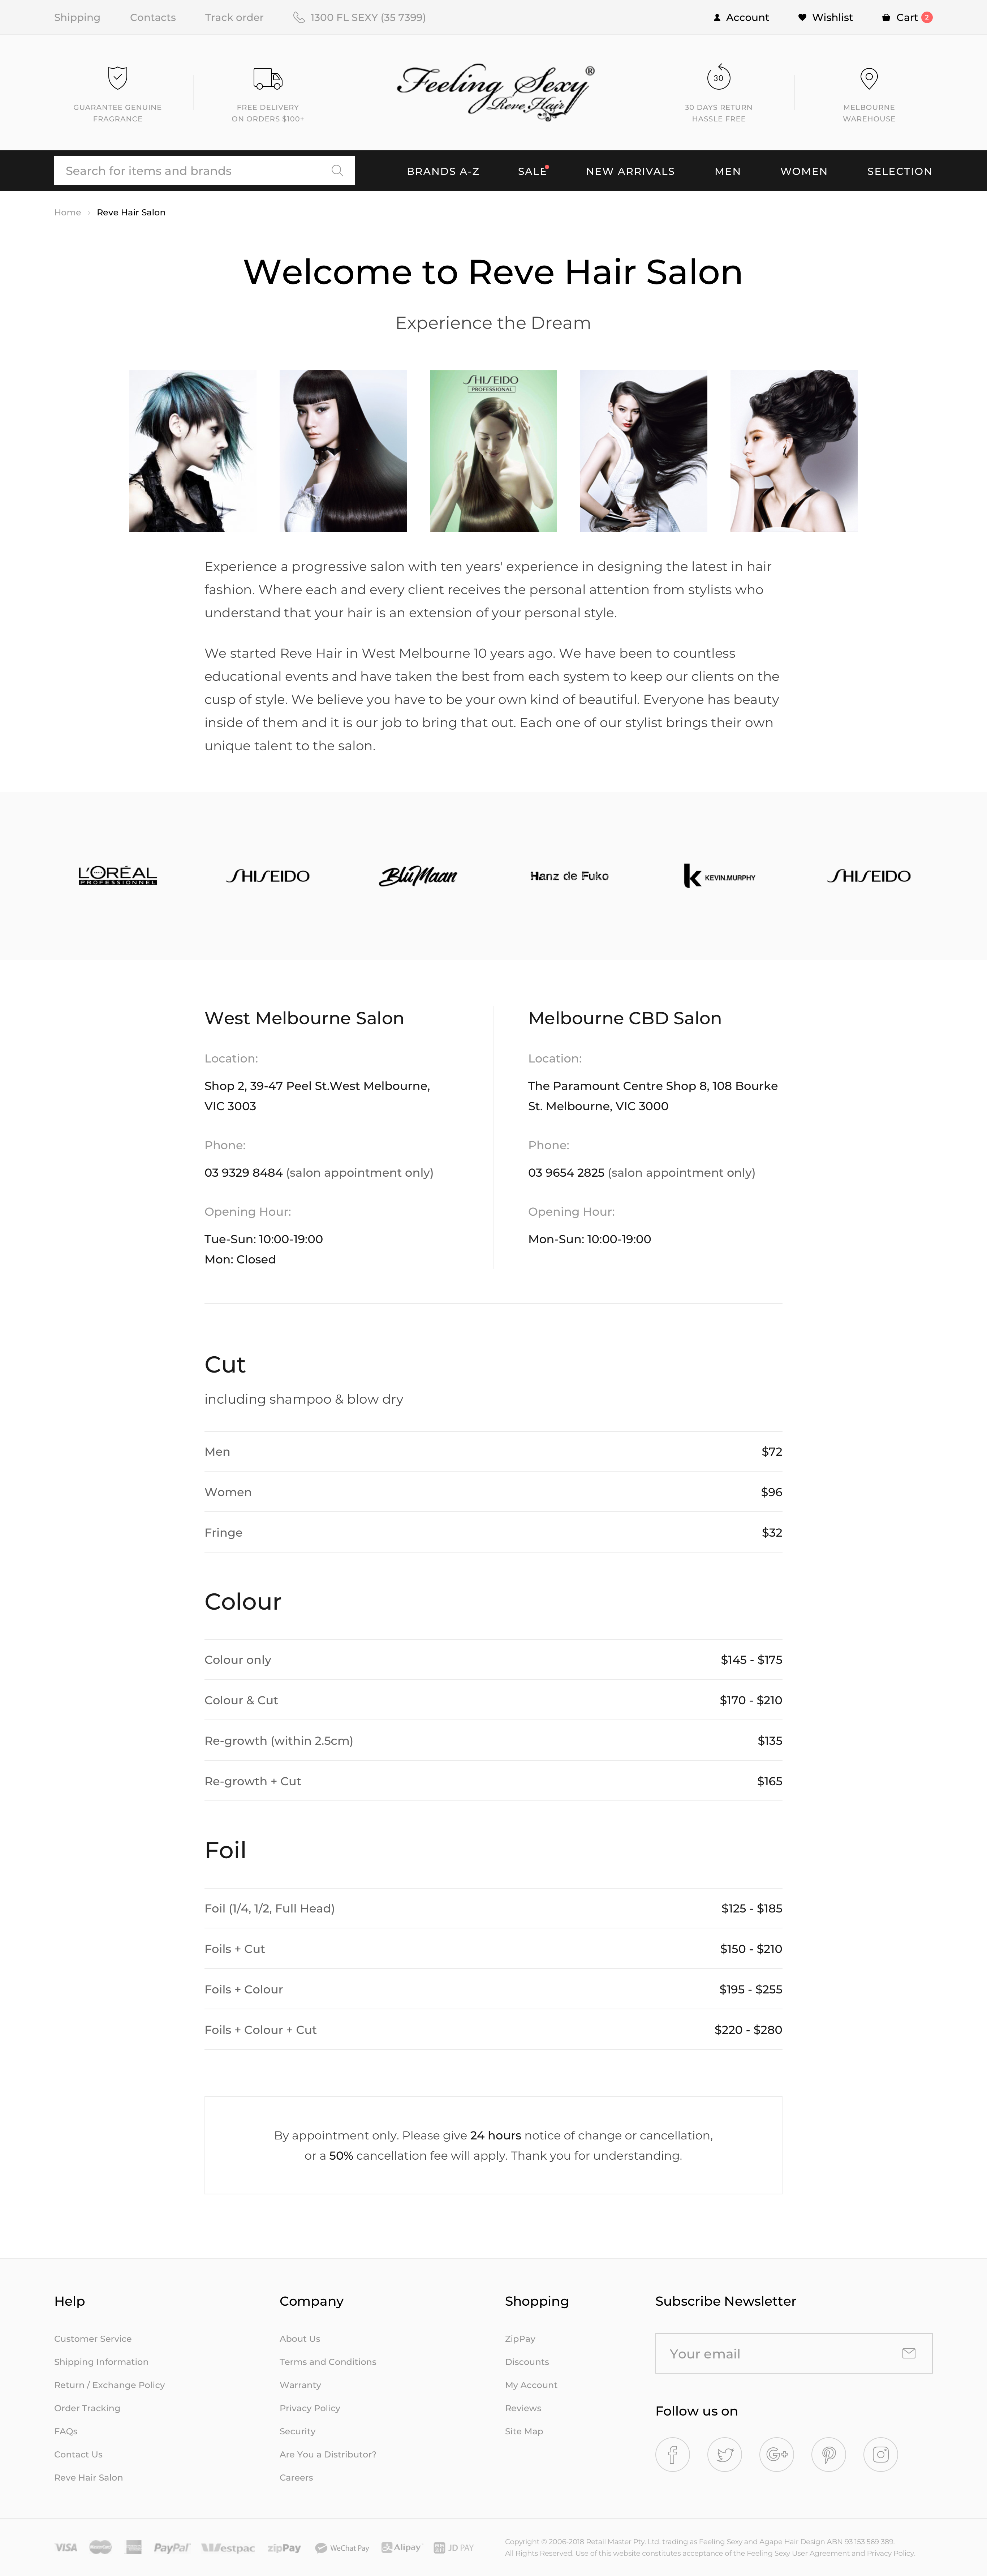 Shipping Contacts Track order 1300 FL SEXY (35 7399) Account Wishlist Cart 2
GUARANTEE GENUINE
FRAGRANCE
FREE DELIVERY
ON ORDERS $100+
Feeling Sexy ®
Reve Hair
30
30 DAYS RETURN
HASSLE FREE
MELBOURNE
WAREHOUSE
Search for items and brands BRANDS A-Z SALE NEW ARRIVALS MEN WOMEN SELECTION
Home › Reve Hair Salon
Welcome to Reve Hair Salon
Experience the Dream
SHISEIDO
PROFESSIONAL
Experience a progressive salon with ten years' experience in designing the latest in hair
fashion. Where each and every client receives the personal attention from stylists who
understand that your hair is an extension of your personal style.
We started Reve Hair in West Melbourne 10 years ago. We have been to countless
educational events and have taken the best from each system to keep our clients on the
cusp of style. We believe you have to be your own kind of beautiful. Everyone has beauty
inside of them and it is our job to bring that out. Each one of our stylist brings their own
unique talent to the salon.
L'ORÉAL
PROFESSIONNEL
SHISEIDO
BluMaan
Hanz de Fuko
k KEVIN.MURPHY
SHISEIDO
West Melbourne Salon
Location:
Shop 2, 39-47 Peel St.West Melbourne,
VIC 3003
Phone:
03 9329 8484 (salon appointment only)
Opening Hour:
Tue-Sun: 10:00-19:00
Mon: Closed
Melbourne CBD Salon
Location:
The Paramount Centre Shop 8, 108 Bourke
St. Melbourne, VIC 3000
Phone:
03 9654 2825 (salon appointment only)
Opening Hour:
Mon-Sun: 10:00-19:00
Cut
including shampoo & blow dry
Men $72
Women $96
Fringe $32
Colour
Colour only $145 - $175
Colour & Cut $170 - $210
Re-growth (within 2.5cm) $135
Re-growth + Cut $165
Foil
Foil (1/4, 1/2, Full Head) $125 - $185
Foils + Cut $150 - $210
Foils + Colour $195 - $255
Foils + Colour + Cut $220 - $280
By appointment only. Please give 24 hours notice of change or cancellation,
or a 50% cancellation fee will apply. Thank you for understanding.
Help
Customer Service
Shipping Information
Return / Exchange Policy
Order Tracking
FAQs
Contact Us
Reve Hair Salon
Company
About Us
Terms and Conditions
Warranty
Privacy Policy
Security
Are You a Distributor?
Careers
Shopping
ZipPay
Discounts
My Account
Reviews
Site Map
Subscribe Newsletter
Your email
Follow us on
VISA PayPal Westpac zipPay WeChat Pay Alipay JD PAY
Copyright © 2006-2018 Retail Master Pty. Ltd. trading as Feeling Sexy and Agape Hair Design ABN 93 153 569 389.
All Rights Reserved. Use of this website constitutes acceptance of the Feeling Sexy User Agreement and Privacy Policy.